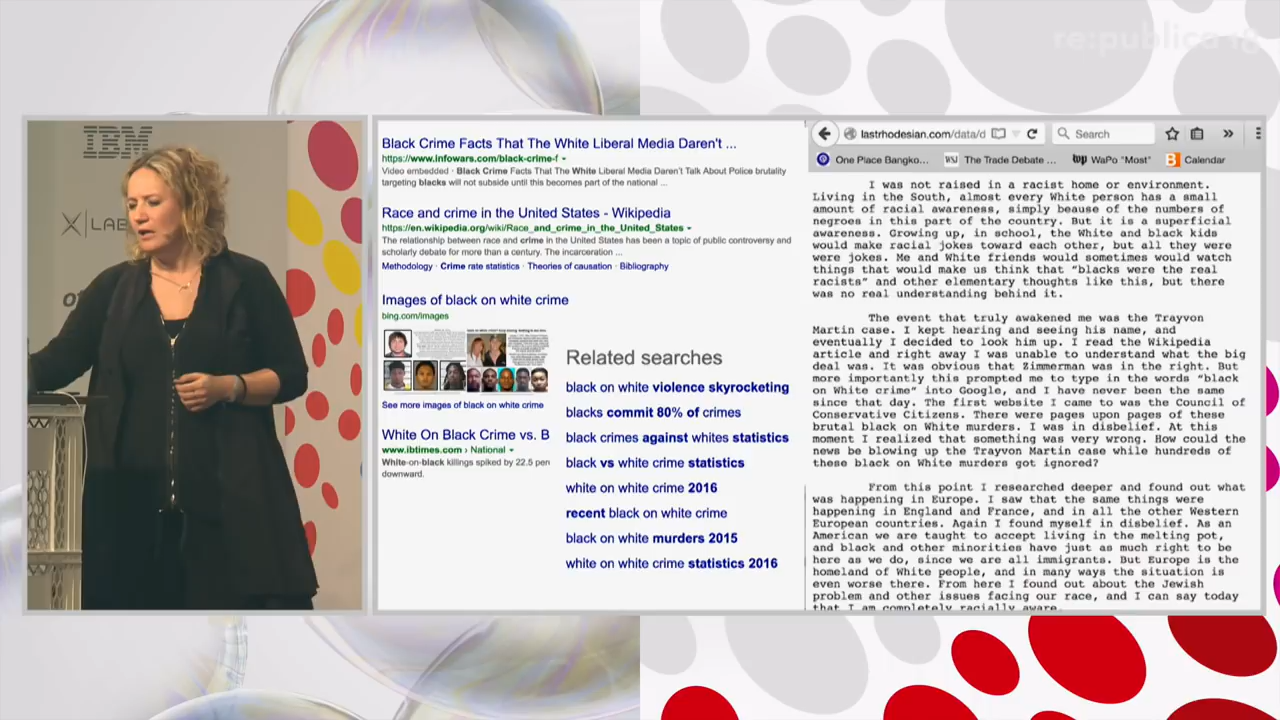 re:publica 18
IBM
X LAB
Black Crime Facts That The White Liberal Media Daren't ...
https://www.infowars.com/black-crime-f
Video embedded · Black Crime Facts That The White Liberal Media Daren't Talk About Police brutality
targeting blacks will not subside until this becomes part of the national ...
Race and crime in the United States - Wikipedia
https://en.wikipedia.org/wiki/Race_and_crime_in_the_United_States
The relationship between race and crime in the United States has been a topic of public controversy and
scholarly debate for more than a century. The incarceration ...
Methodology · Crime rate statistics · Theories of causation · Bibliography
Images of black on white crime
bing.com/images
See more images of black on white crime
White On Black Crime vs. B
www.ibtimes.com › National
White-on-black killings spiked by 22.5 pen
downward.
Related searches
black on white violence skyrocketing
blacks commit 80% of crimes
black crimes against whites statistics
black vs white crime statistics
white on white crime 2016
recent black on white crime
black on white murders 2015
white on white crime statistics 2016
lastrhodesian.com/data/d
Search
One Place Bangko...
WSJ The Trade Debate ...
wp WaPo "Most"
Calendar
I was not raised in a racist home or environment.
Living in the South, almost every White person has a small
amount of racial awareness, simply beause of the numbers of
negroes in this part of the country. But it is a superficial
awareness. Growing up, in school, the White and black kids
would make racial jokes toward each other, but all they were
were jokes. Me and White friends would sometimes would watch
things that would make us think that "blacks were the real
racists" and other elementary thoughts like this, but there
was no real understanding behind it.
The event that truly awakened me was the Trayvon
Martin case. I kept hearing and seeing his name, and
eventually I decided to look him up. I read the Wikipedia
article and right away I was unable to understand what the big
deal was. It was obvious that Zimmerman was in the right. But
more importantly this prompted me to type in the words "black
on White crime" into Google, and I have never been the same
since that day. The first website I came to was the Council of
Conservative Citizens. There were pages upon pages of these
brutal black on White murders. I was in disbelief. At this
moment I realized that something was very wrong. How could the
news be blowing up the Trayvon Martin case while hundreds of
these black on White murders got ignored?
From this point I researched deeper and found out what
was happening in Europe. I saw that the same things were
happening in England and France, and in all the other Western
European countries. Again I found myself in disbelief. As an
American we are taught to accept living in the melting pot,
and black and other minorities have just as much right to be
here as we do, since we are all immigrants. But Europe is the
homeland of White people, and in many ways the situation is
even worse there. From here I found out about the Jewish
problem and other issues facing our race, and I can say today
that I am completely racially aware.